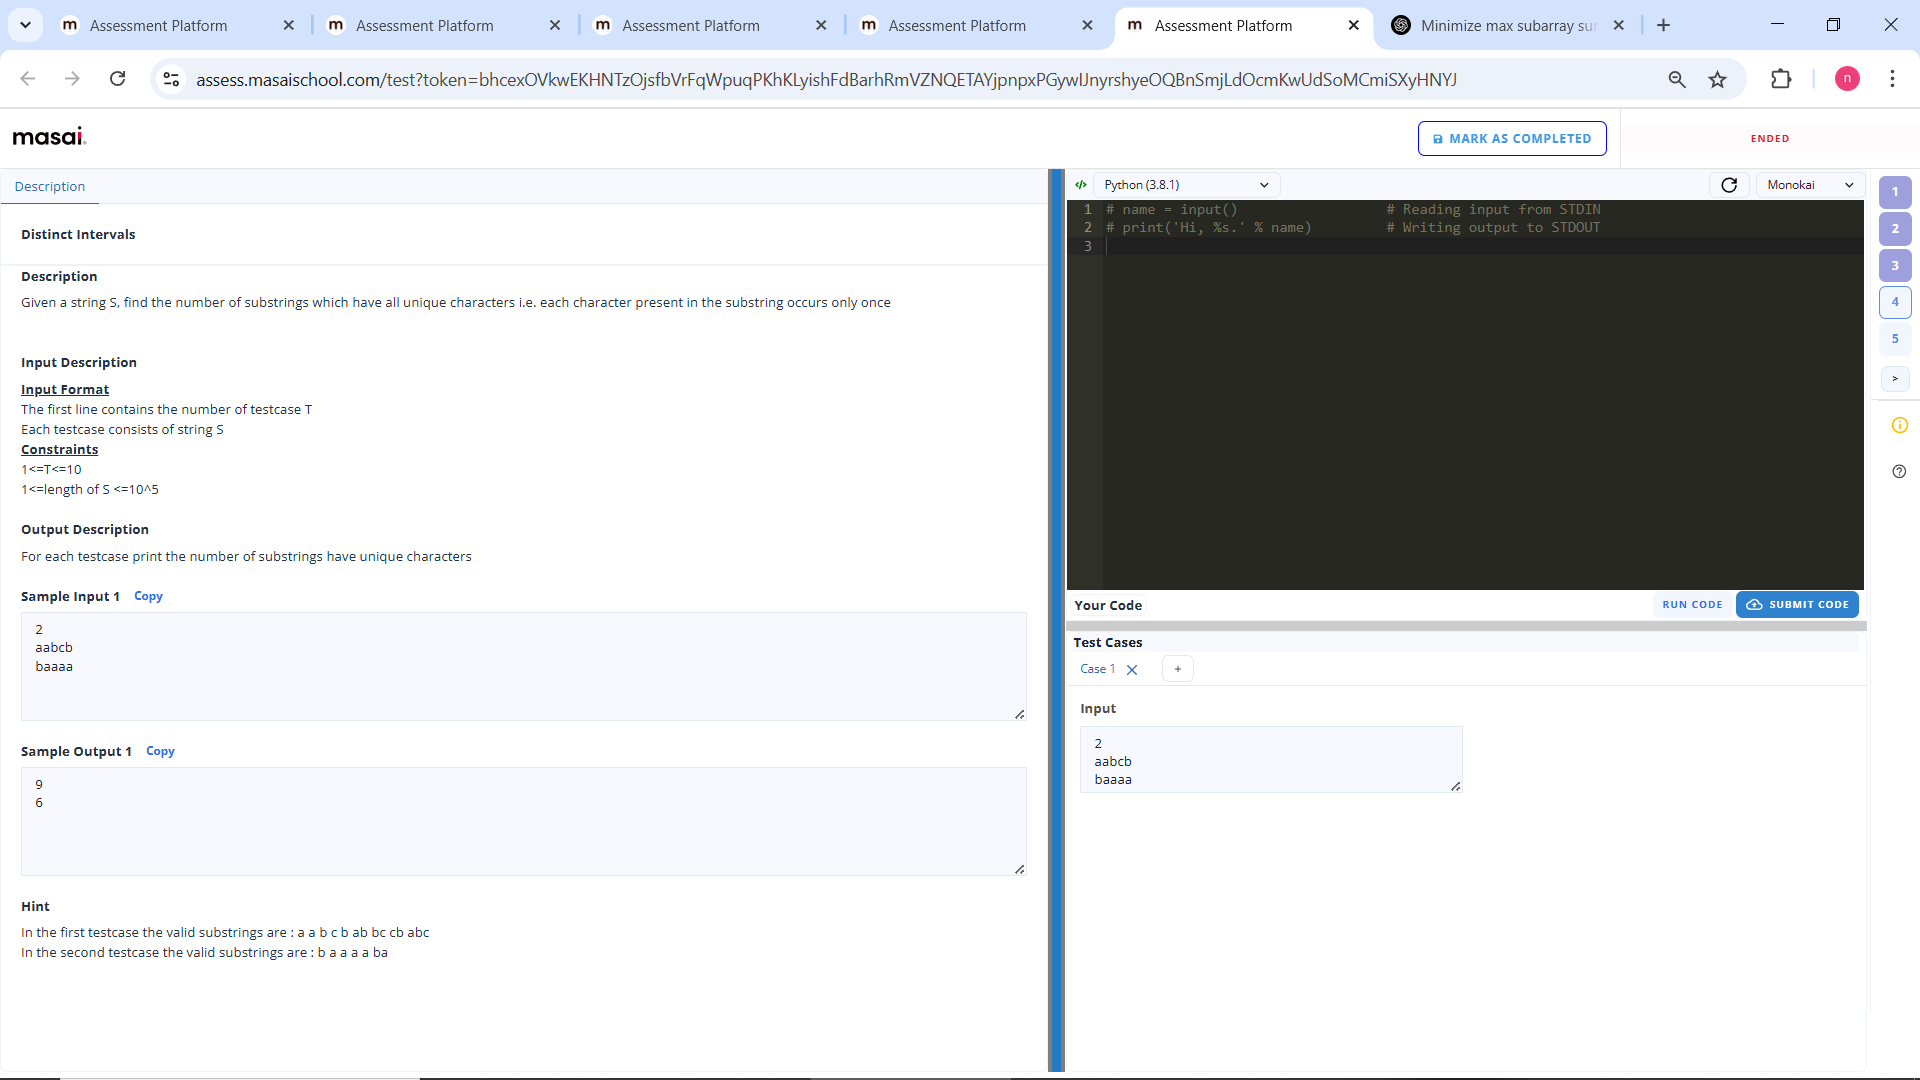 Assessment Platform
Assessment Platform
Assessment Platform
Assessment Platform
Assessment Platform
Minimize max subarray su
assess.masaischool.com/test?token=bhcexOVkwEKHNTzOjsfbVrFqWpuqPKhKLyishFdBarhRmVZNQETAYjpnpxPGywIJnyrshyeOQBnSmjLdOcmKwUdSoMCmiSXyHNYJ
n
masai.
MARK AS COMPLETED
ENDED
Description
Distinct Intervals
Description
Given a string S, find the number of substrings which have all unique characters i.e. each character present in the substring occurs only once
Input Description
Input Format
The first line contains the number of testcase T
Each testcase consists of string S
Constraints
1<=T<=10
1<=length of S <=10^5
Output Description
For each testcase print the number of substrings have unique characters
Sample Input 1 Copy
2
aabcb
baaaa
Sample Output 1 Copy
9
6
Hint
In the first testcase the valid substrings are : a a b c b ab bc cb abc
In the second testcase the valid substrings are : b a a a a ba
Python (3.8.1)
Monokai
1 # name = input() # Reading input from STDIN
2 # print('Hi, %s.' % name) # Writing output to STDOUT
3
Your Code
RUN CODE
SUBMIT CODE
Test Cases
Case 1
+
Input
2
aabcb
baaaa
1
2
3
4
5
>